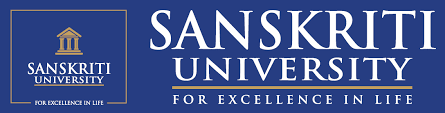 SANSKRITI
UNIVERSITY
FOR EXCELLENCE IN LIFE
SANSKRITI
UNIVERSITY
FOR EXCELLENCE IN LIFE